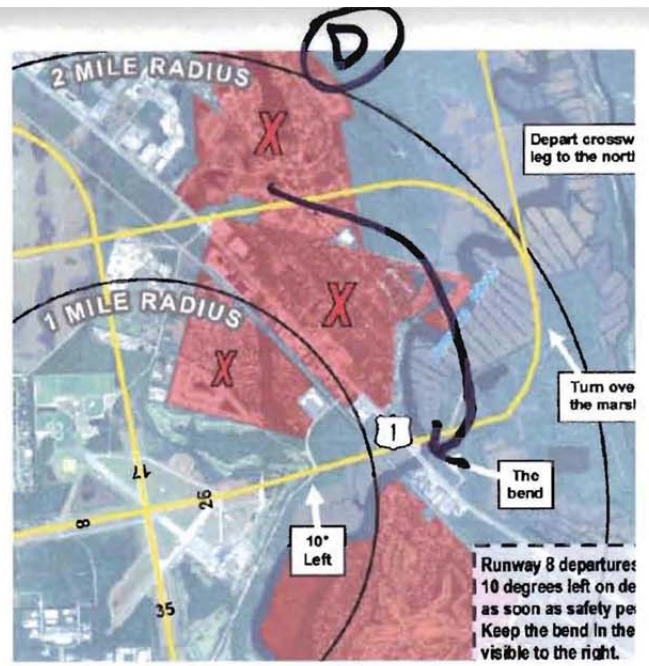 D
2 MILE RADIUS
X
Depart crossw
leg to the north
1 MILE RADIUS
X
X
Turn over
the marsh
1
The
bend
17
26
8
10°
Left
35
Runway 8 departures
10 degrees left on de
as soon as safety pe
Keep the bend in the
visible to the right.